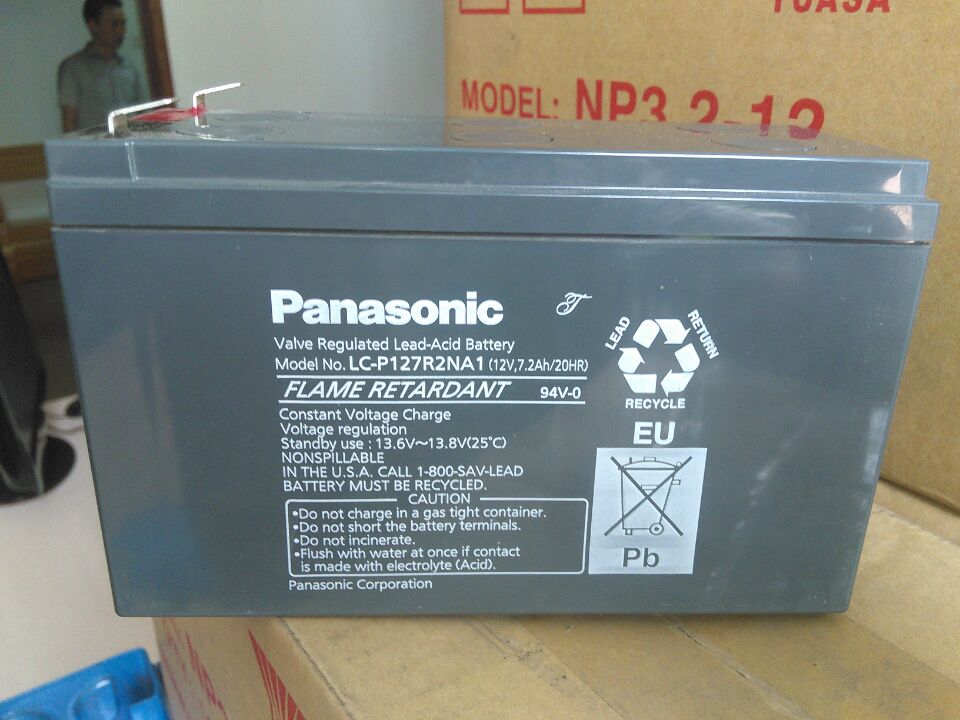 YUASA
MODEL: NP3.2-12
Panasonic
Valve Regulated Lead-Acid Battery
Model No. LC-P127R2NA1 (12V,7.2Ah/20HR)
FLAME RETARDANT 94V-0
Constant Voltage Charge
Voltage regulation
Standby use : 13.6V～13.8V(25°C)
NONSPILLABLE
IN THE U.S.A. CALL 1-800-SAV-LEAD
BATTERY MUST BE RECYCLED.
CAUTION
•Do not charge in a gas tight container.
•Do not short the battery terminals.
•Do not incinerate.
•Flush with water at once if contact
is made with electrolyte (Acid).
Panasonic Corporation
LEAD
RETURN
RECYCLE
EU
Pb